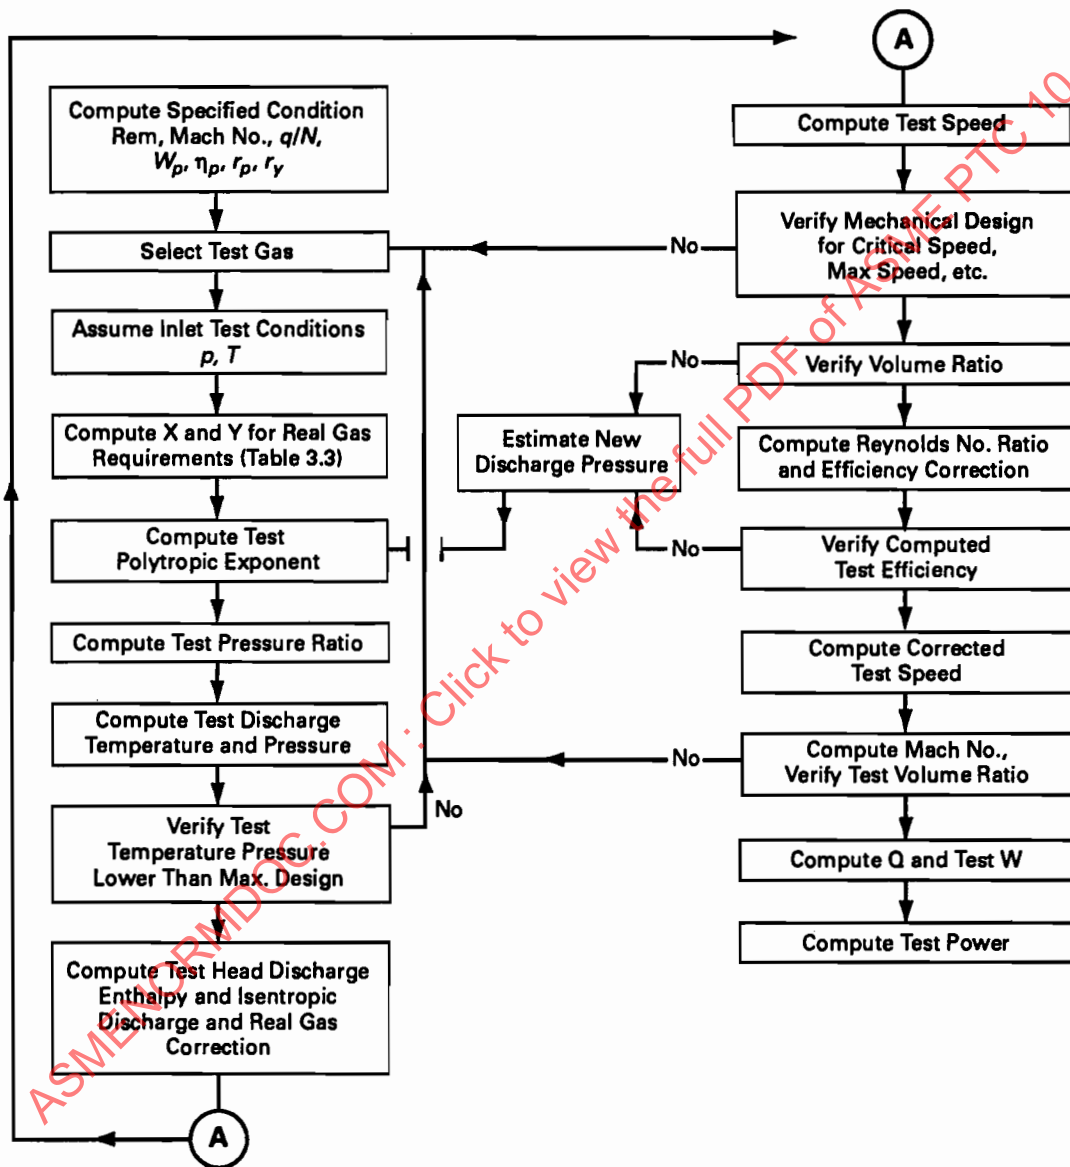 A
Compute Specified Condition
Rem, Mach No., q/N,
Wp, ηp, rp, ry
Select Test Gas
Assume Inlet Test Conditions
p, T
Compute X and Y for Real Gas
Requirements (Table 3.3)
Compute Test
Polytropic Exponent
Compute Test Pressure Ratio
Compute Test Discharge
Temperature and Pressure
Verify Test
Temperature Pressure
Lower Than Max. Design
No
Compute Test Head Discharge
Enthalpy and Isentropic
Discharge and Real Gas
Correction
A
Estimate New
Discharge Pressure
Compute Test Speed
Verify Mechanical Design
for Critical Speed,
Max Speed, etc.
No
Verify Volume Ratio
No
Compute Reynolds No. Ratio
and Efficiency Correction
Verify Computed
Test Efficiency
No
Compute Corrected
Test Speed
Compute Mach No.,
Verify Test Volume Ratio
No
Compute Q and Test W
Compute Test Power
ASMENORMDOC.COM : Click to view the full PDF of ASME PTC 10